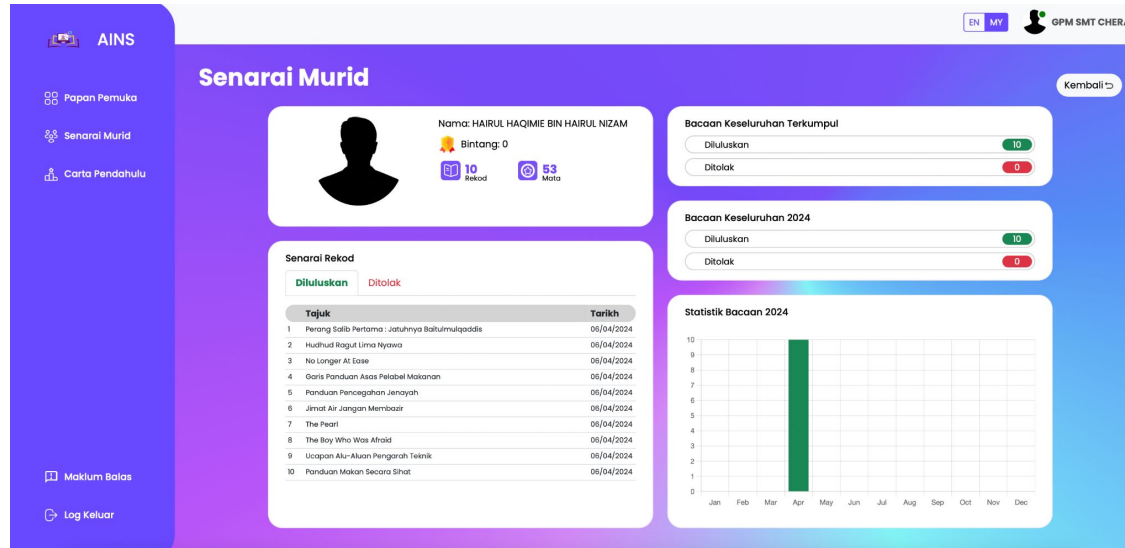 AINS
EN MY
GPM SMT CHERA
Papan Pemuka
Senarai Murid
Carta Pendahulu
Maklum Balas
Log Keluar
Senarai Murid
Kembali
Nama: HAIRUL HAQIMIE BIN HAIRUL NIZAM
Bintang: 0
10 53
Rekod Mata
Senarai Rekod
Diluluskan Ditolak
Tajuk Tarikh
1 Perang Salib Pertama : Jatuhnya Baitulmulqaddis 06/04/2024
2 Hudhud Ragut Lima Nyawa 06/04/2024
3 No Longer At Ease 06/04/2024
4 Garis Panduan Asas Pelabel Makanan 06/04/2024
5 Panduan Pencegahan Jenayah 06/04/2024
6 Jimat Air Jangan Membazir 06/04/2024
7 The Pearl 06/04/2024
8 The Boy Who Was Afraid 06/04/2024
9 Ucapan Alu-Aluan Pengarah Teknik 06/04/2024
10 Panduan Makan Secara Sihat 06/04/2024
Bacaan Keseluruhan Terkumpul
Diluluskan 10
Ditolak 0
Bacaan Keseluruhan 2024
Diluluskan 10
Ditolak 0
Statistik Bacaan 2024
10
9
8
7
6
5
4
3
2
1
0
Jan Feb Mar Apr May Jun Jul Aug Sep Oct Nov Dec